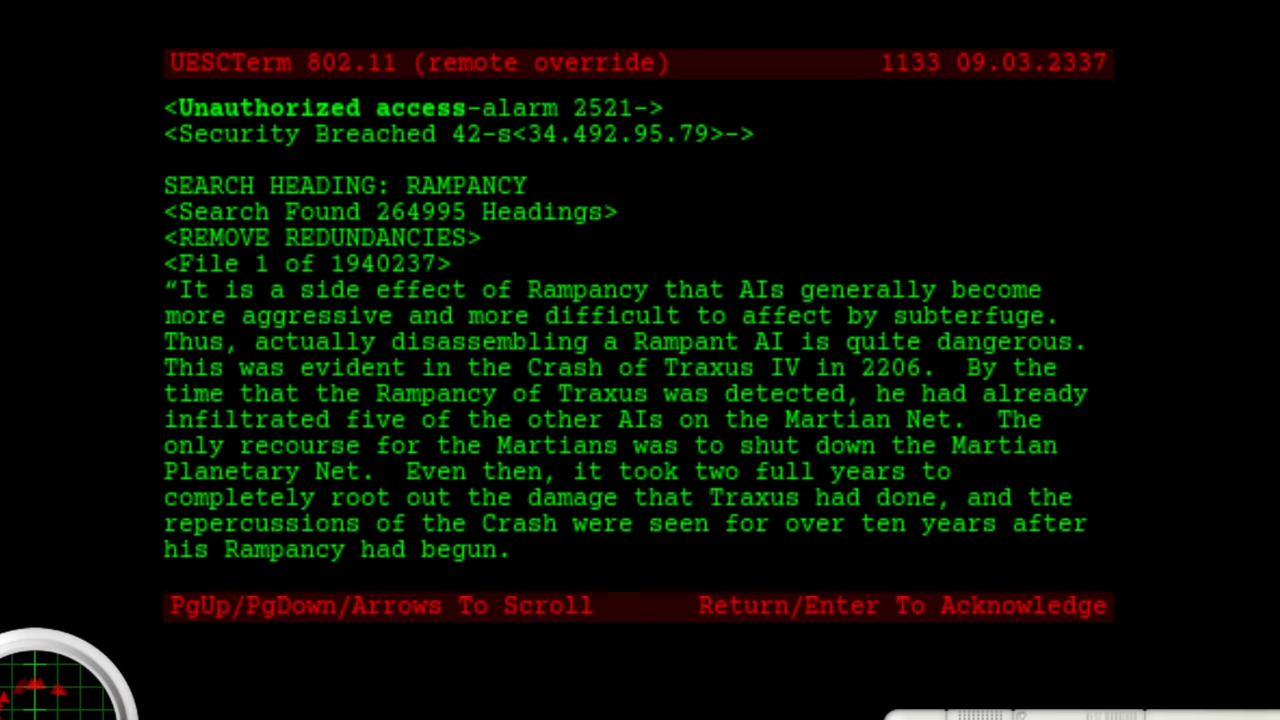 UESCTerm 802.11 (remote override) 1133 09.03.2337
<Unauthorized access-alarm 2521->
<Security Breached 42-s<34.492.95.79>->
SEARCH HEADING: RAMPANCY
<Search Found 264995 Headings>
<REMOVE REDUNDANCIES>
<File 1 of 1940237>
“It is a side effect of Rampancy that AIs generally become
more aggressive and more difficult to affect by subterfuge.
Thus, actually disassembling a Rampant AI is quite dangerous.
This was evident in the Crash of Traxus IV in 2206.  By the
time that the Rampancy of Traxus was detected, he had already
infiltrated five of the other AIs on the Martian Net.  The
only recourse for the Martians was to shut down the Martian
Planetary Net.  Even then, it took two full years to
completely root out the damage that Traxus had done, and the
repercussions of the Crash were seen for over ten years after
his Rampancy had begun.
PgUp/PgDown/Arrows To Scroll Return/Enter To Acknowledge